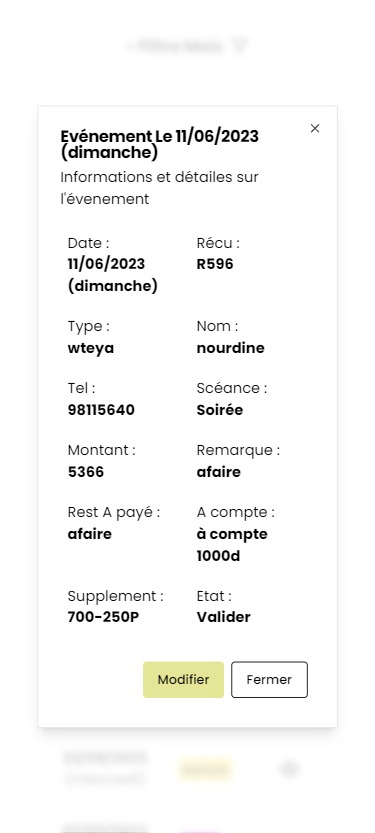 Evénement Le 11/06/2023
(dimanche)
Informations et détailes sur
l'évenement
Date :
11/06/2023
(dimanche)
Récu :
R596
Type :
wteya
Nom :
nourdine
Tel :
98115640
Scéance :
Soirée
Montant :
5366
Remarque :
afaire
Rest A payé :
afaire
A compte :
à compte
1000d
Supplement :
700-250P
Etat :
Valider
Modifier
Fermer